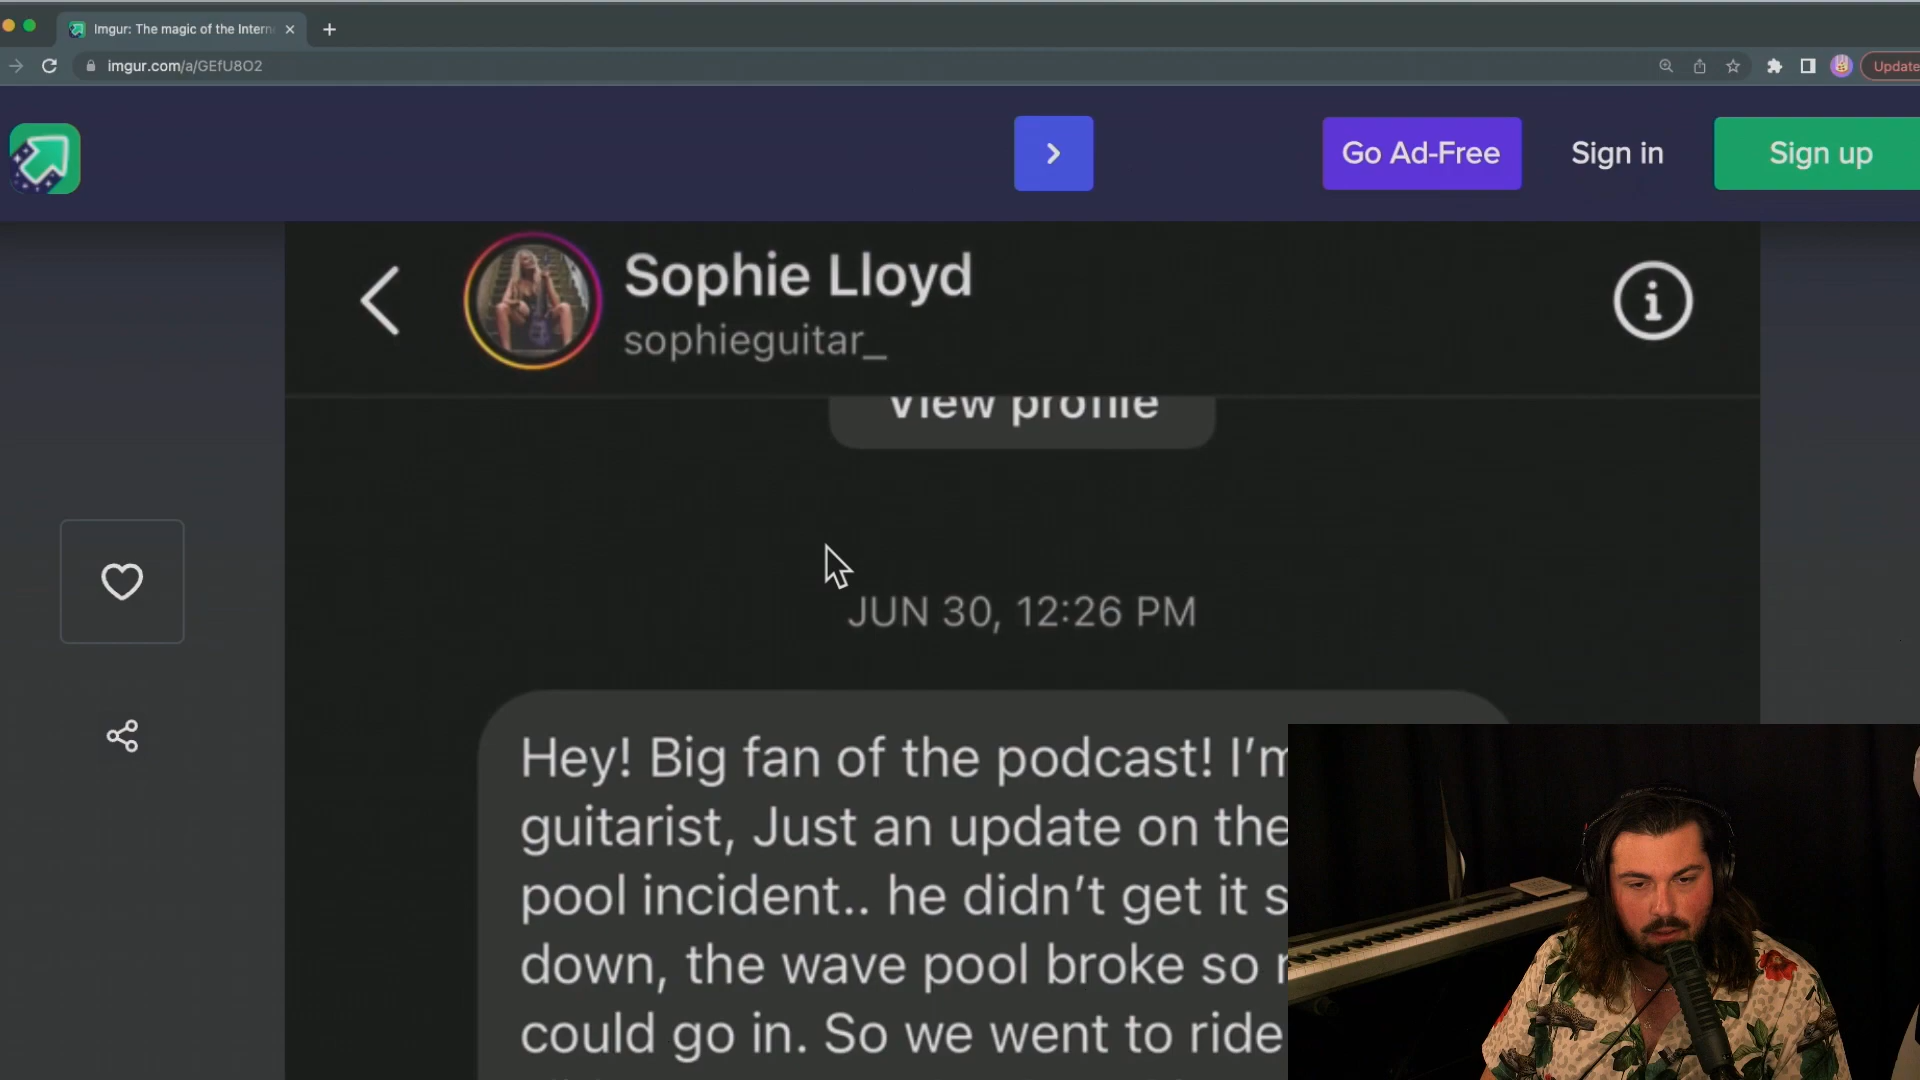 Imgur: The magic of the Intern
imgur.com/a/GEfU8O2
Update
Go Ad-Free
Sign in
Sign up
Sophie Lloyd
sophieguitar_
View profile
JUN 30, 12:26 PM
Hey! Big fan of the podcast! I'm
guitarist, Just an update on the
pool incident.. he didn't get it s
down, the wave pool broke so
could go in. So we went to ride